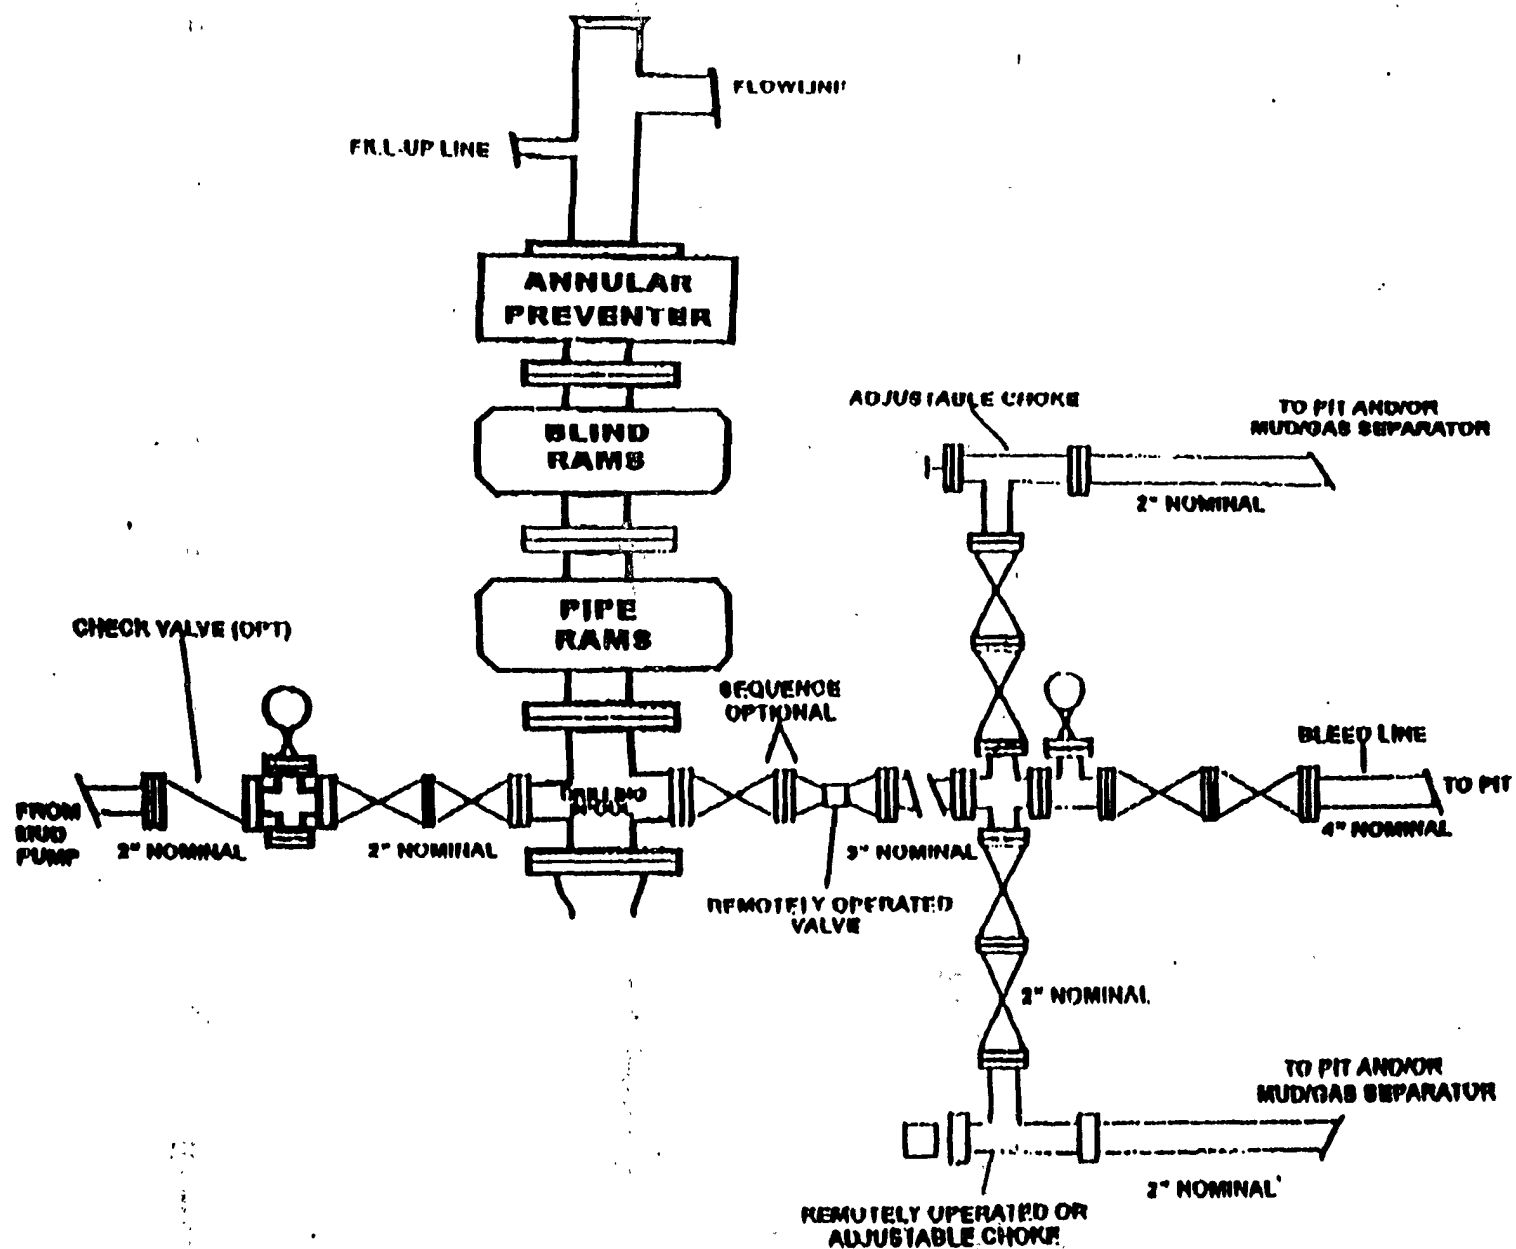 FLOWLINE
FILL-UP LINE
ANNULAR
PREVENTER
BLIND
RAMS
PIPE
RAMS
ADJUSTABLE CHOKE
TO PIT AND/OR
MUD/GAS SEPARATOR
2" NOMINAL
CHECK VALVE (OPT)
SEQUENCE
OPTIONAL
BLEED LINE
TO PIT
4" NOMINAL
FROM
MUD
PUMP
2" NOMINAL
2" NOMINAL
DRILLING
SPOOL
3" NOMINAL
REMOTELY OPERATED
VALVE
2" NOMINAL
TO PIT AND/OR
MUD/GAS SEPARATOR
2" NOMINAL
REMOTELY OPERATED OR
ADJUSTABLE CHOKE